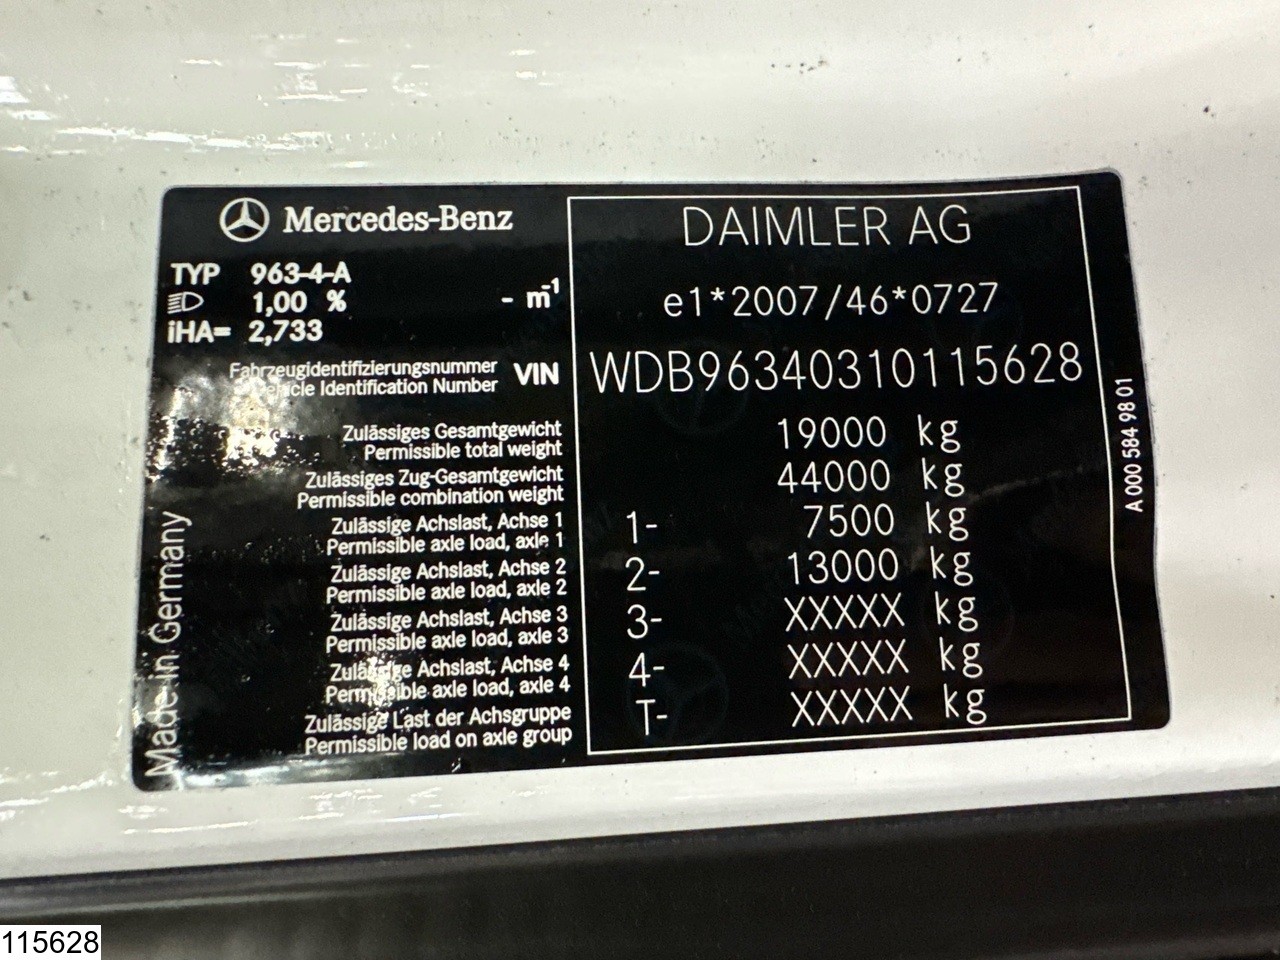 Mercedes-Benz
TYP 963-4-A
1,00 % - m-1
iHA= 2,733
Fahrzeugidentifizierungsnummer
Vehicle Identification Number VIN
Zulässiges Gesamtgewicht
Permissible total weight
Zulässiges Zug-Gesamtgewicht
Permissible combination weight
Zulässige Achslast, Achse 1
Permissible axle load, axle 1
Zulässige Achslast, Achse 2
Permissible axle load, axle 2
Zulässige Achslast, Achse 3
Permissible axle load, axle 3
Zulässige Achslast, Achse 4
Permissible axle load, axle 4
Zulässige Last der Achsgruppe
Permissible load on axle group
DAIMLER AG
e1*2007/46*0727
WDB96340310115628
19000 kg
44000 kg
1- 7500 kg
2- 13000 kg
3- XXXXX kg
4- XXXXX kg
T- XXXXX kg
Made in Germany
A 000 584 98 01
115628